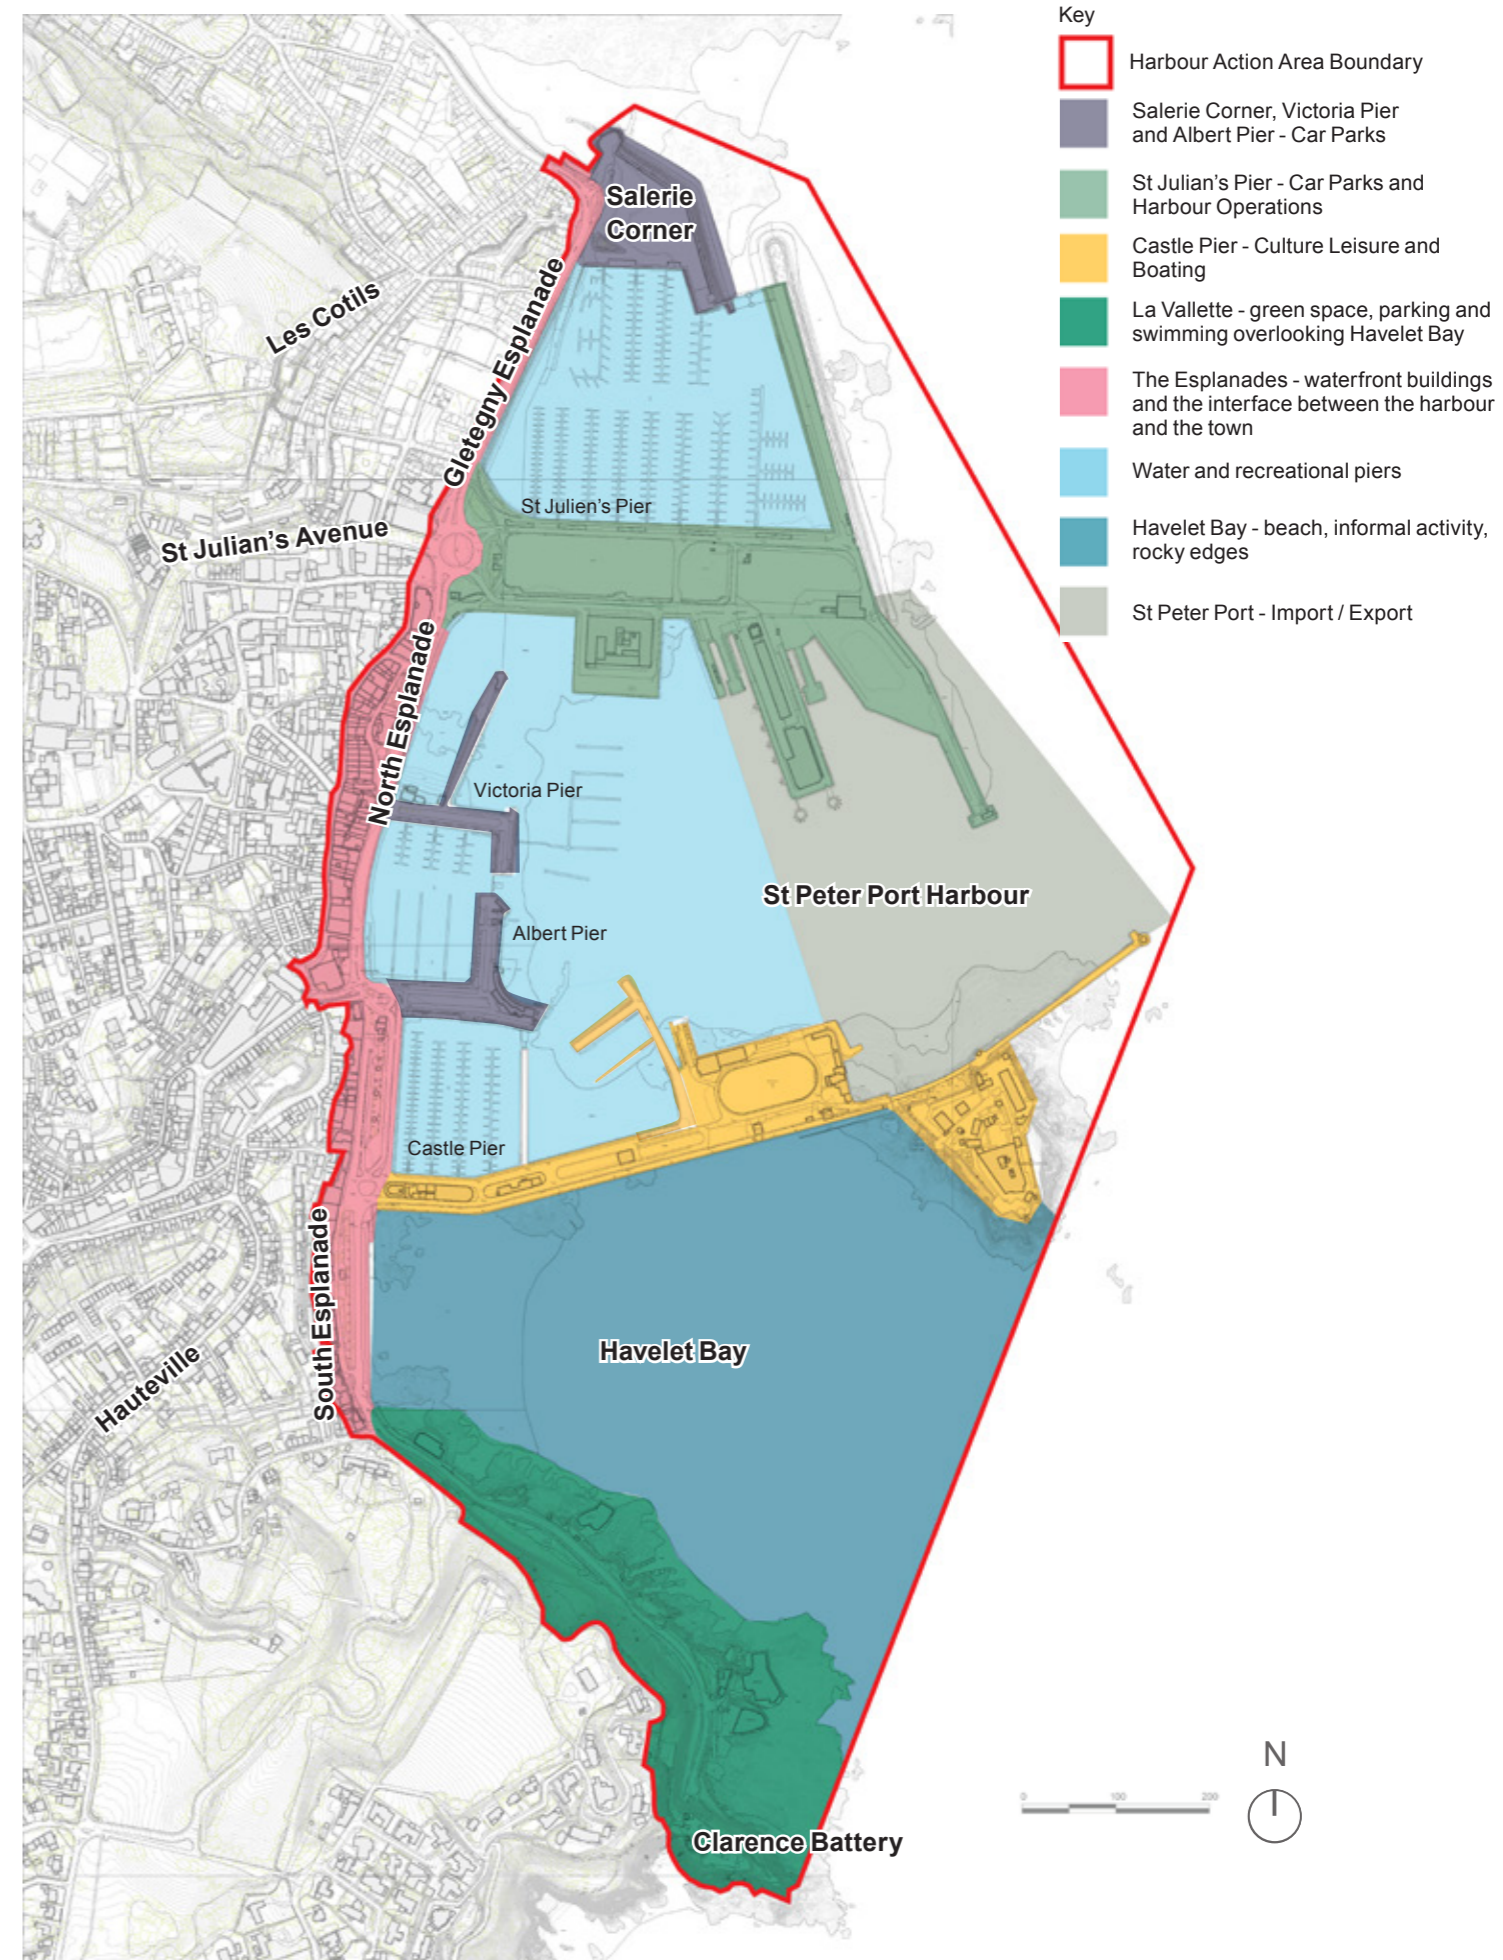 Key
Harbour Action Area Boundary
Salerie Corner, Victoria Pier
and Albert Pier - Car Parks
St Julian's Pier - Car Parks and
Harbour Operations
Castle Pier - Culture Leisure and
Boating
La Vallette - green space, parking and
swimming overlooking Havelet Bay
The Esplanades - waterfront buildings
and the interface between the harbour
and the town
Water and recreational piers
Havelet Bay - beach, informal activity,
rocky edges
St Peter Port - Import / Export
Salerie
Corner
Les Cotils
Gletegny Esplanade
St Julien's Pier
St Julian's Avenue
North Esplanade
Victoria Pier
St Peter Port Harbour
Albert Pier
Castle Pier
South Esplanade
Havelet Bay
Hauteville
Clarence Battery
N
0 100 200